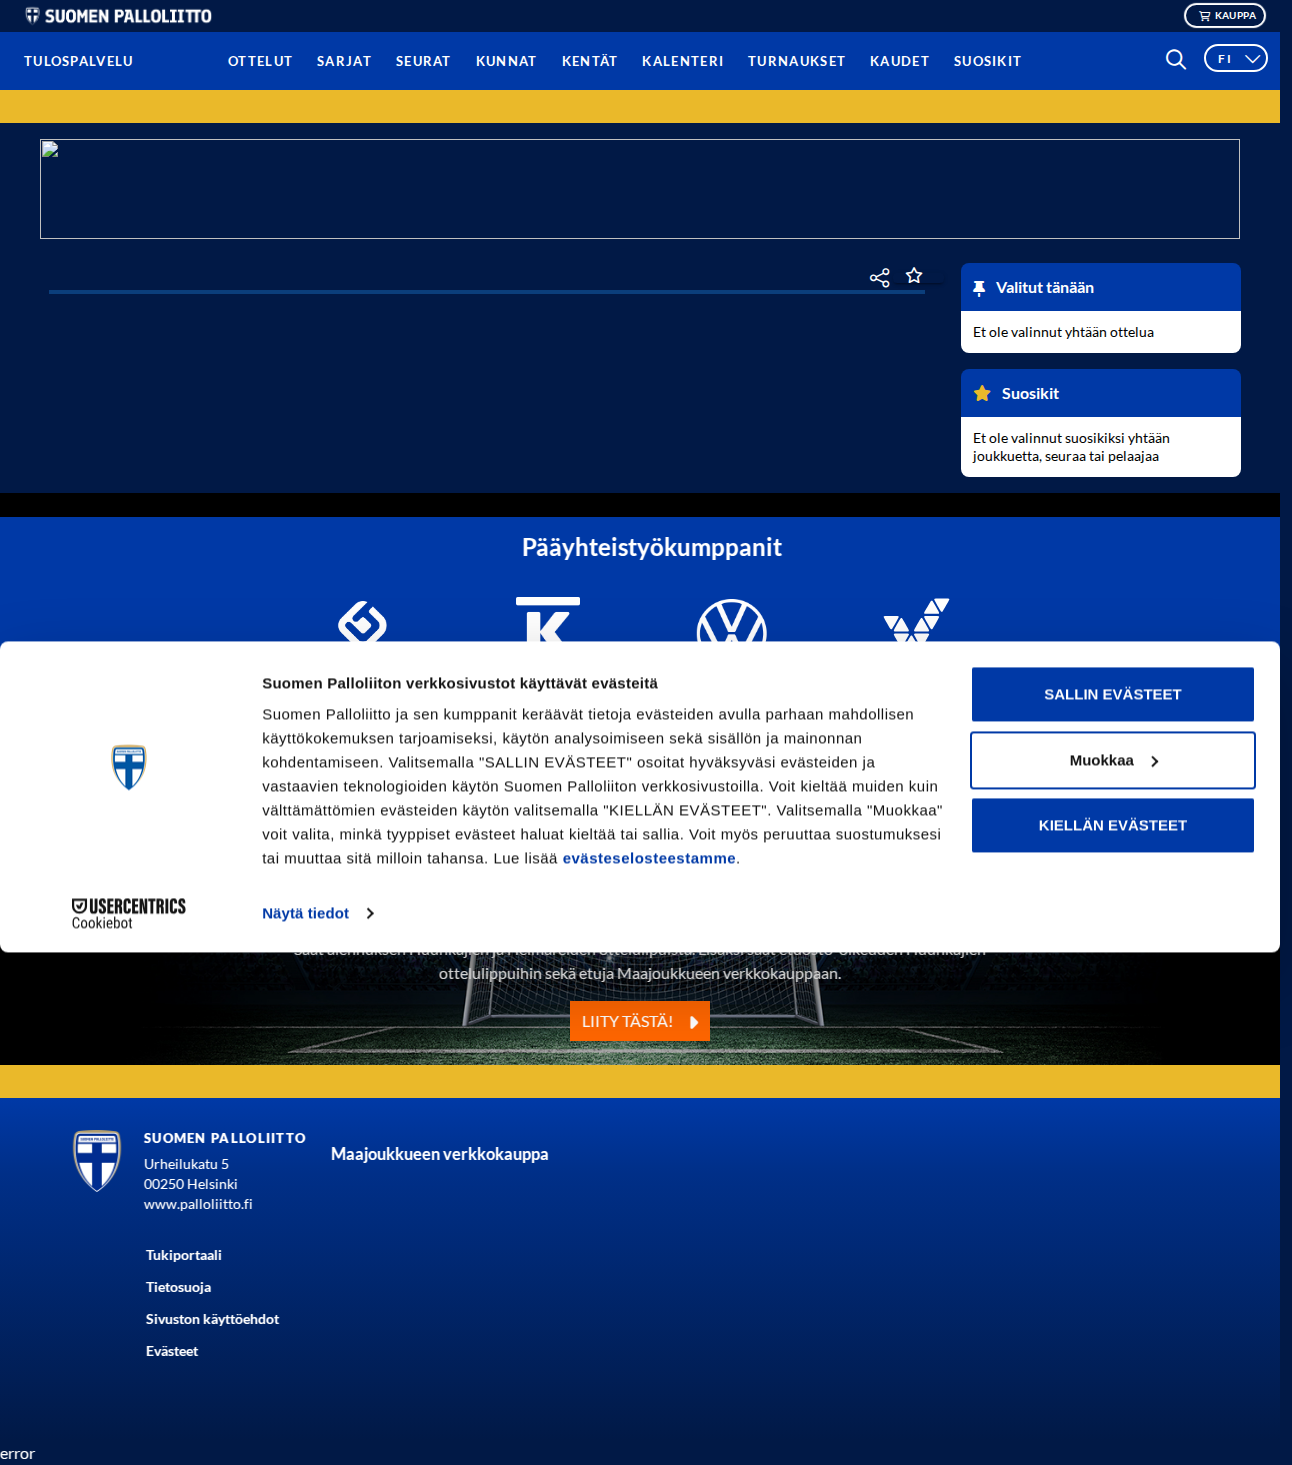 SUOMEN PALLOLIITTO
KAUPPA
TULOSPALVELU OTTELUT SARJAT SEURAT KUNNAT KENTÄT KALENTERI TURNAUKSET KAUDET SUOSIKIT FI
Valitut tänään
Et ole valinnut yhtään ottelua
Suosikit
Et ole valinnut suosikiksi yhtään
joukkuetta, seuraa tai pelaajaa
Pääyhteistyökumppanit
Suomen Palloliiton verkkosivustot käyttävät evästeitä
Suomen Palloliitto ja sen kumppanit keräävät tietoja evästeiden avulla parhaan mahdollisen
käyttökokemuksen tarjoamiseksi, käytön analysoimiseen sekä sisällön ja mainonnan
kohdentamiseen. Valitsemalla "SALLIN EVÄSTEET" osoitat hyväksyväsi evästeiden ja
vastaavien teknologioiden käytön Suomen Palloliiton verkkosivustoilla. Voit kieltää muiden kuin
välttämättömien evästeiden käytön valitsemalla "KIELLÄN EVÄSTEET". Valitsemalla "Muokkaa"
voit valita, minkä tyyppiset evästeet haluat kieltää tai sallia. Voit myös peruuttaa suostumuksesi
tai muuttaa sitä milloin tahansa. Lue lisää evästeselosteestamme.
SALLIN EVÄSTEET
Muokkaa
KIELLÄN EVÄSTEET
USERCENTRICS
Cookiebot
Näytä tiedot
ottelulippuihin sekä etuja Maajoukkueen verkkokauppaan.
LIITY TÄSTÄ!
SUOMEN PALLOLIITTO
Urheilukatu 5
00250 Helsinki
www.palloliitto.fi
Maajoukkueen verkkokauppa
Tukiportaali
Tietosuoja
Sivuston käyttöehdot
Evästeet
error